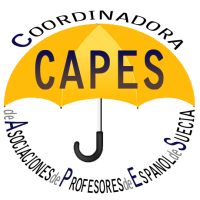 COORDINADORA
CAPES
de ASOCIACIONES de PROFESORES de ESPAÑOL de SUECIA